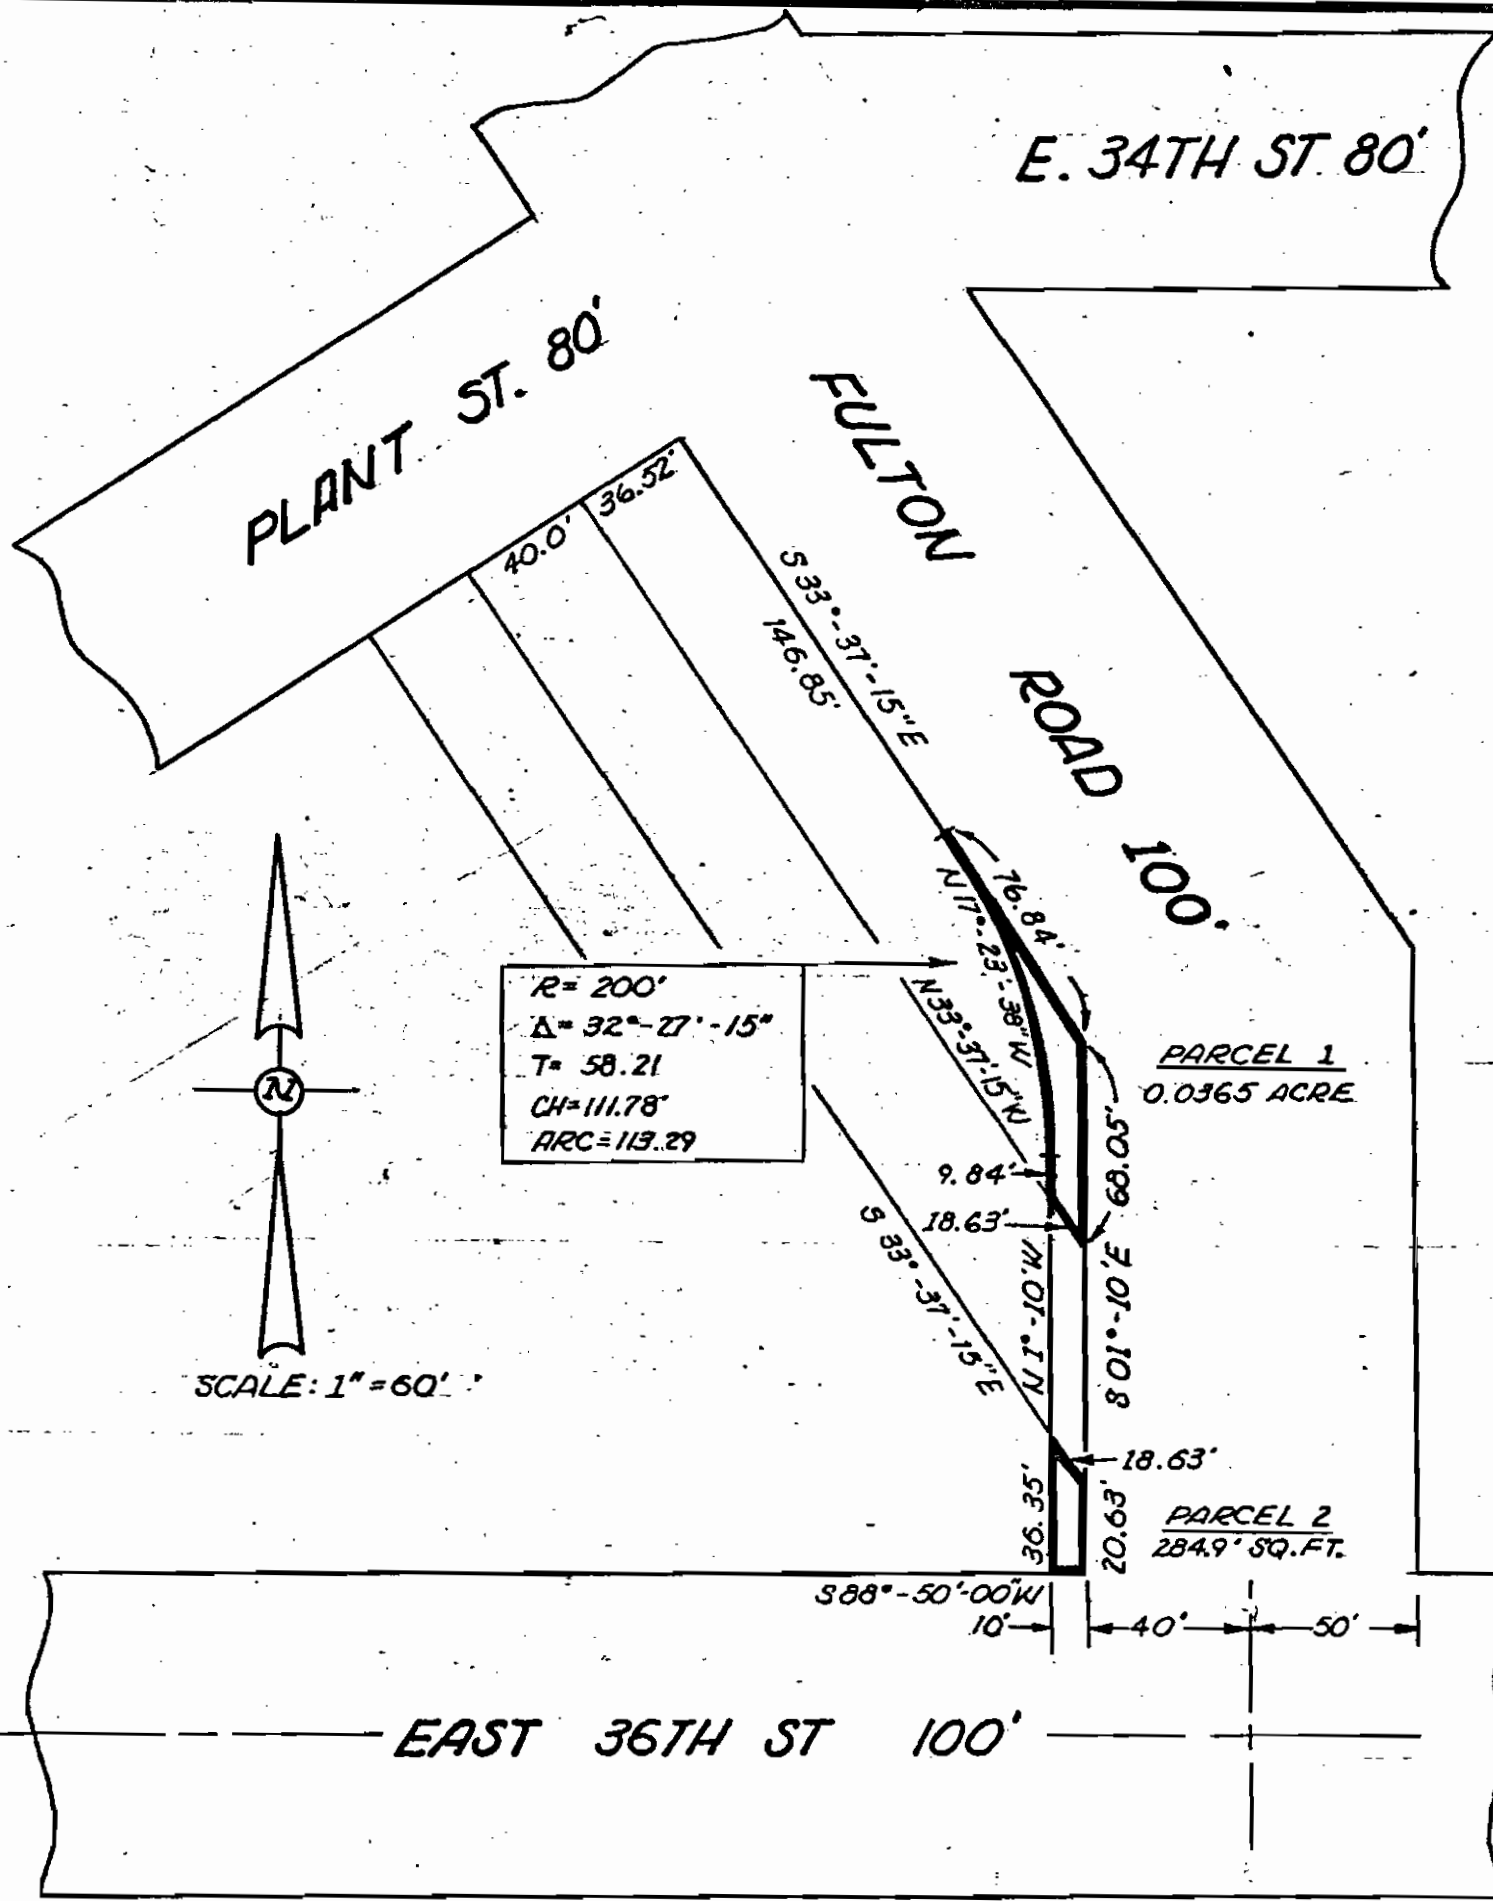 E. 34TH ST. 80'
PLANT ST. 80'
FULTON
ROAD 100'
36.52'
40.0'
S 33°-37'-15" E
146.85'
76.84'
N 17°-23'-38" W
N 33°-37'-15" W
R= 200'
Δ= 32°-27'-15"
T= 58.21
CH=111.78'
ARC=113.29
PARCEL 1
0.0365 ACRE
68.05'
9.84'
18.63'
N
S 33°-37'-15" E
N 1°-10' W
S 01°-10' E
SCALE: 1"=60'
18.63'
36.35'
20.63'
PARCEL 2
284.9' SQ. FT.
S 88°-50'-00" W
10'
40'
50'
EAST 36TH ST 100'